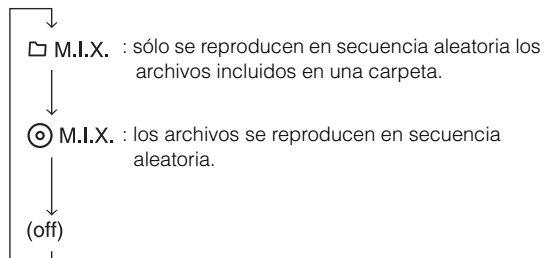 M.I.X. : sólo se reproducen en secuencia aleatoria los
archivos incluidos en una carpeta.
M.I.X. : los archivos se reproducen en secuencia
aleatoria.
(off)